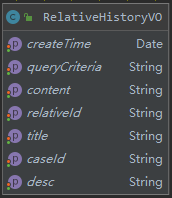 C RelativeHistoryVO
p createTime Date
p queryCriteria String
p content String
p relativeId String
p title String
p caseId String
p desc String